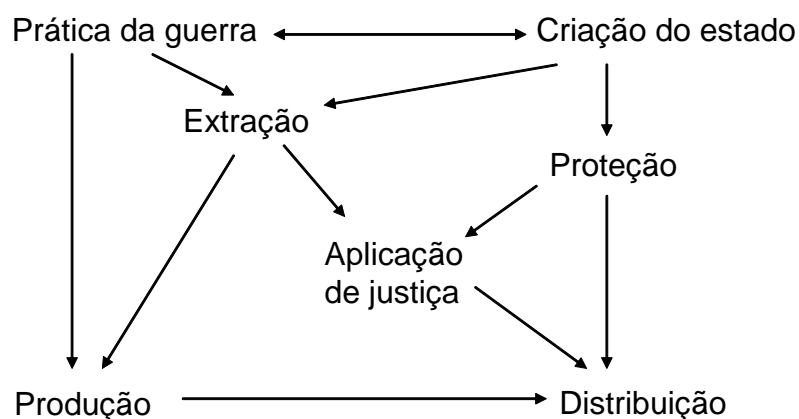 Prática da guerra
Criação do estado
Extração
Proteção
Aplicação
de justiça
Produção
Distribuição